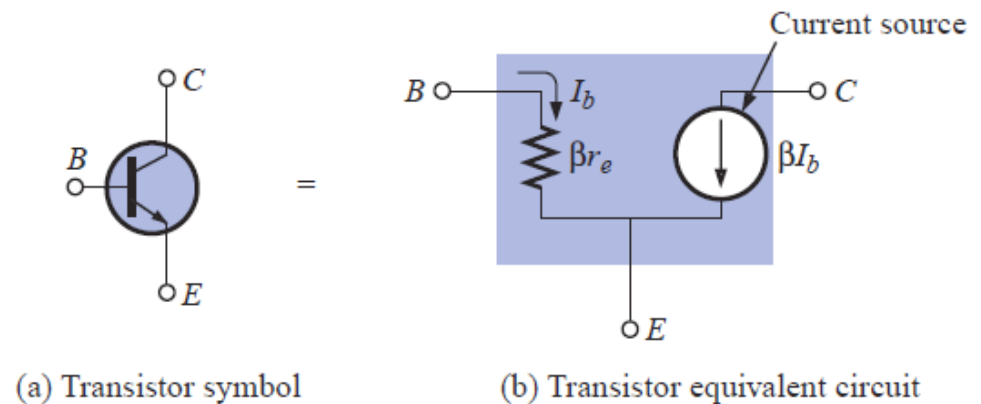 Current source
C
B
=
E
B
I_b
βr_e
βI_b
C
E
(a) Transistor symbol
(b) Transistor equivalent circuit